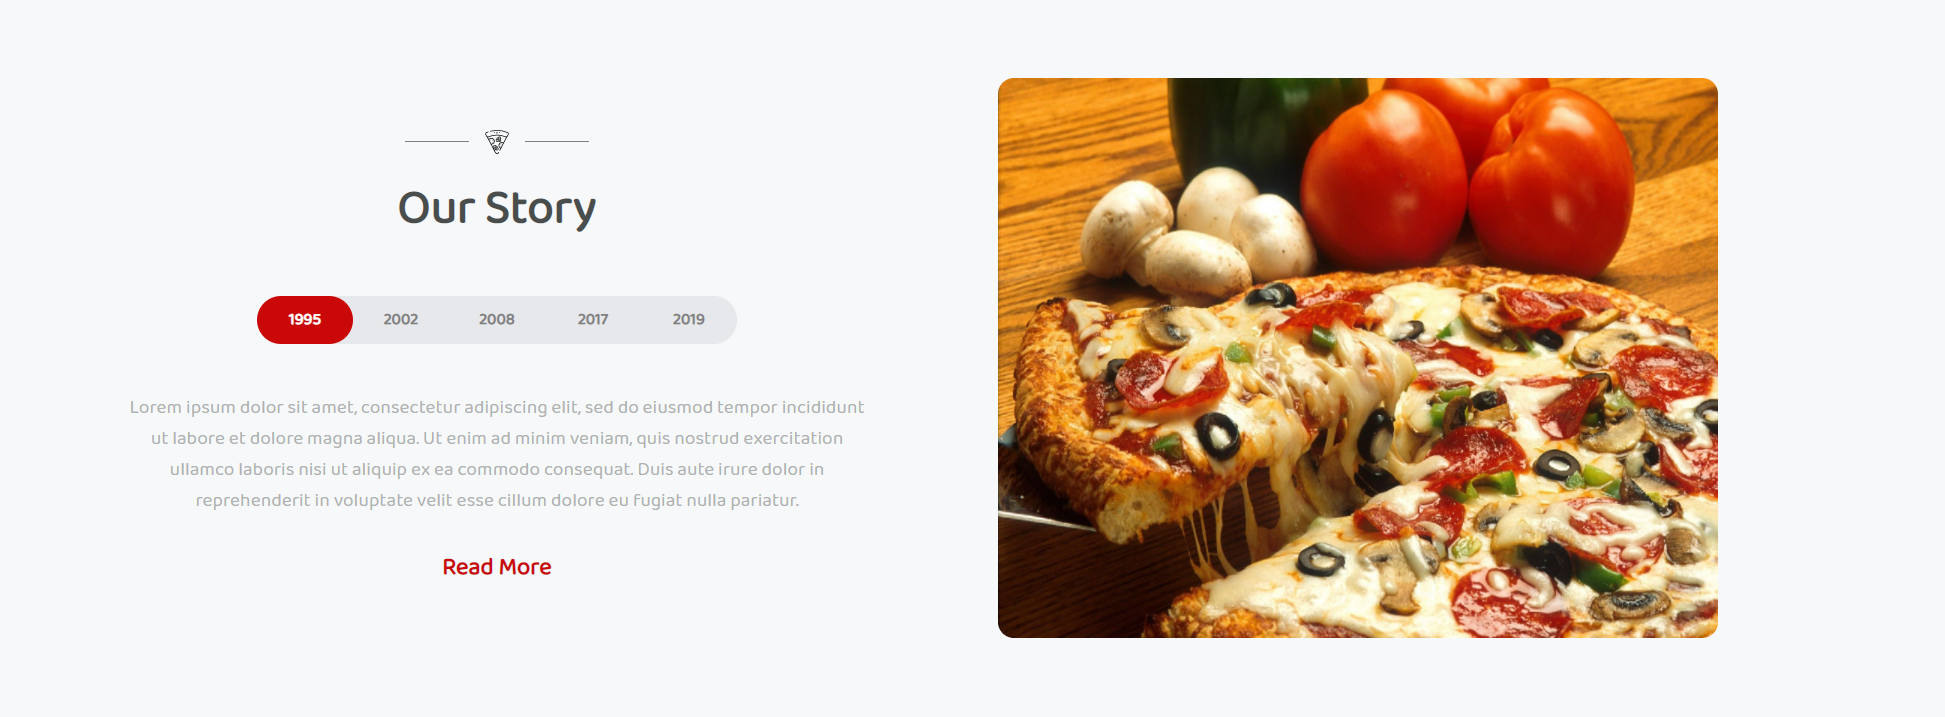 Our Story
1995 2002 2008 2017 2019
Lorem ipsum dolor sit amet, consectetur adipiscing elit, sed do eiusmod tempor incididunt
ut labore et dolore magna aliqua. Ut enim ad minim veniam, quis nostrud exercitation
ullamco laboris nisi ut aliquip ex ea commodo consequat. Duis aute irure dolor in
reprehenderit in voluptate velit esse cillum dolore eu fugiat nulla pariatur.
Read More